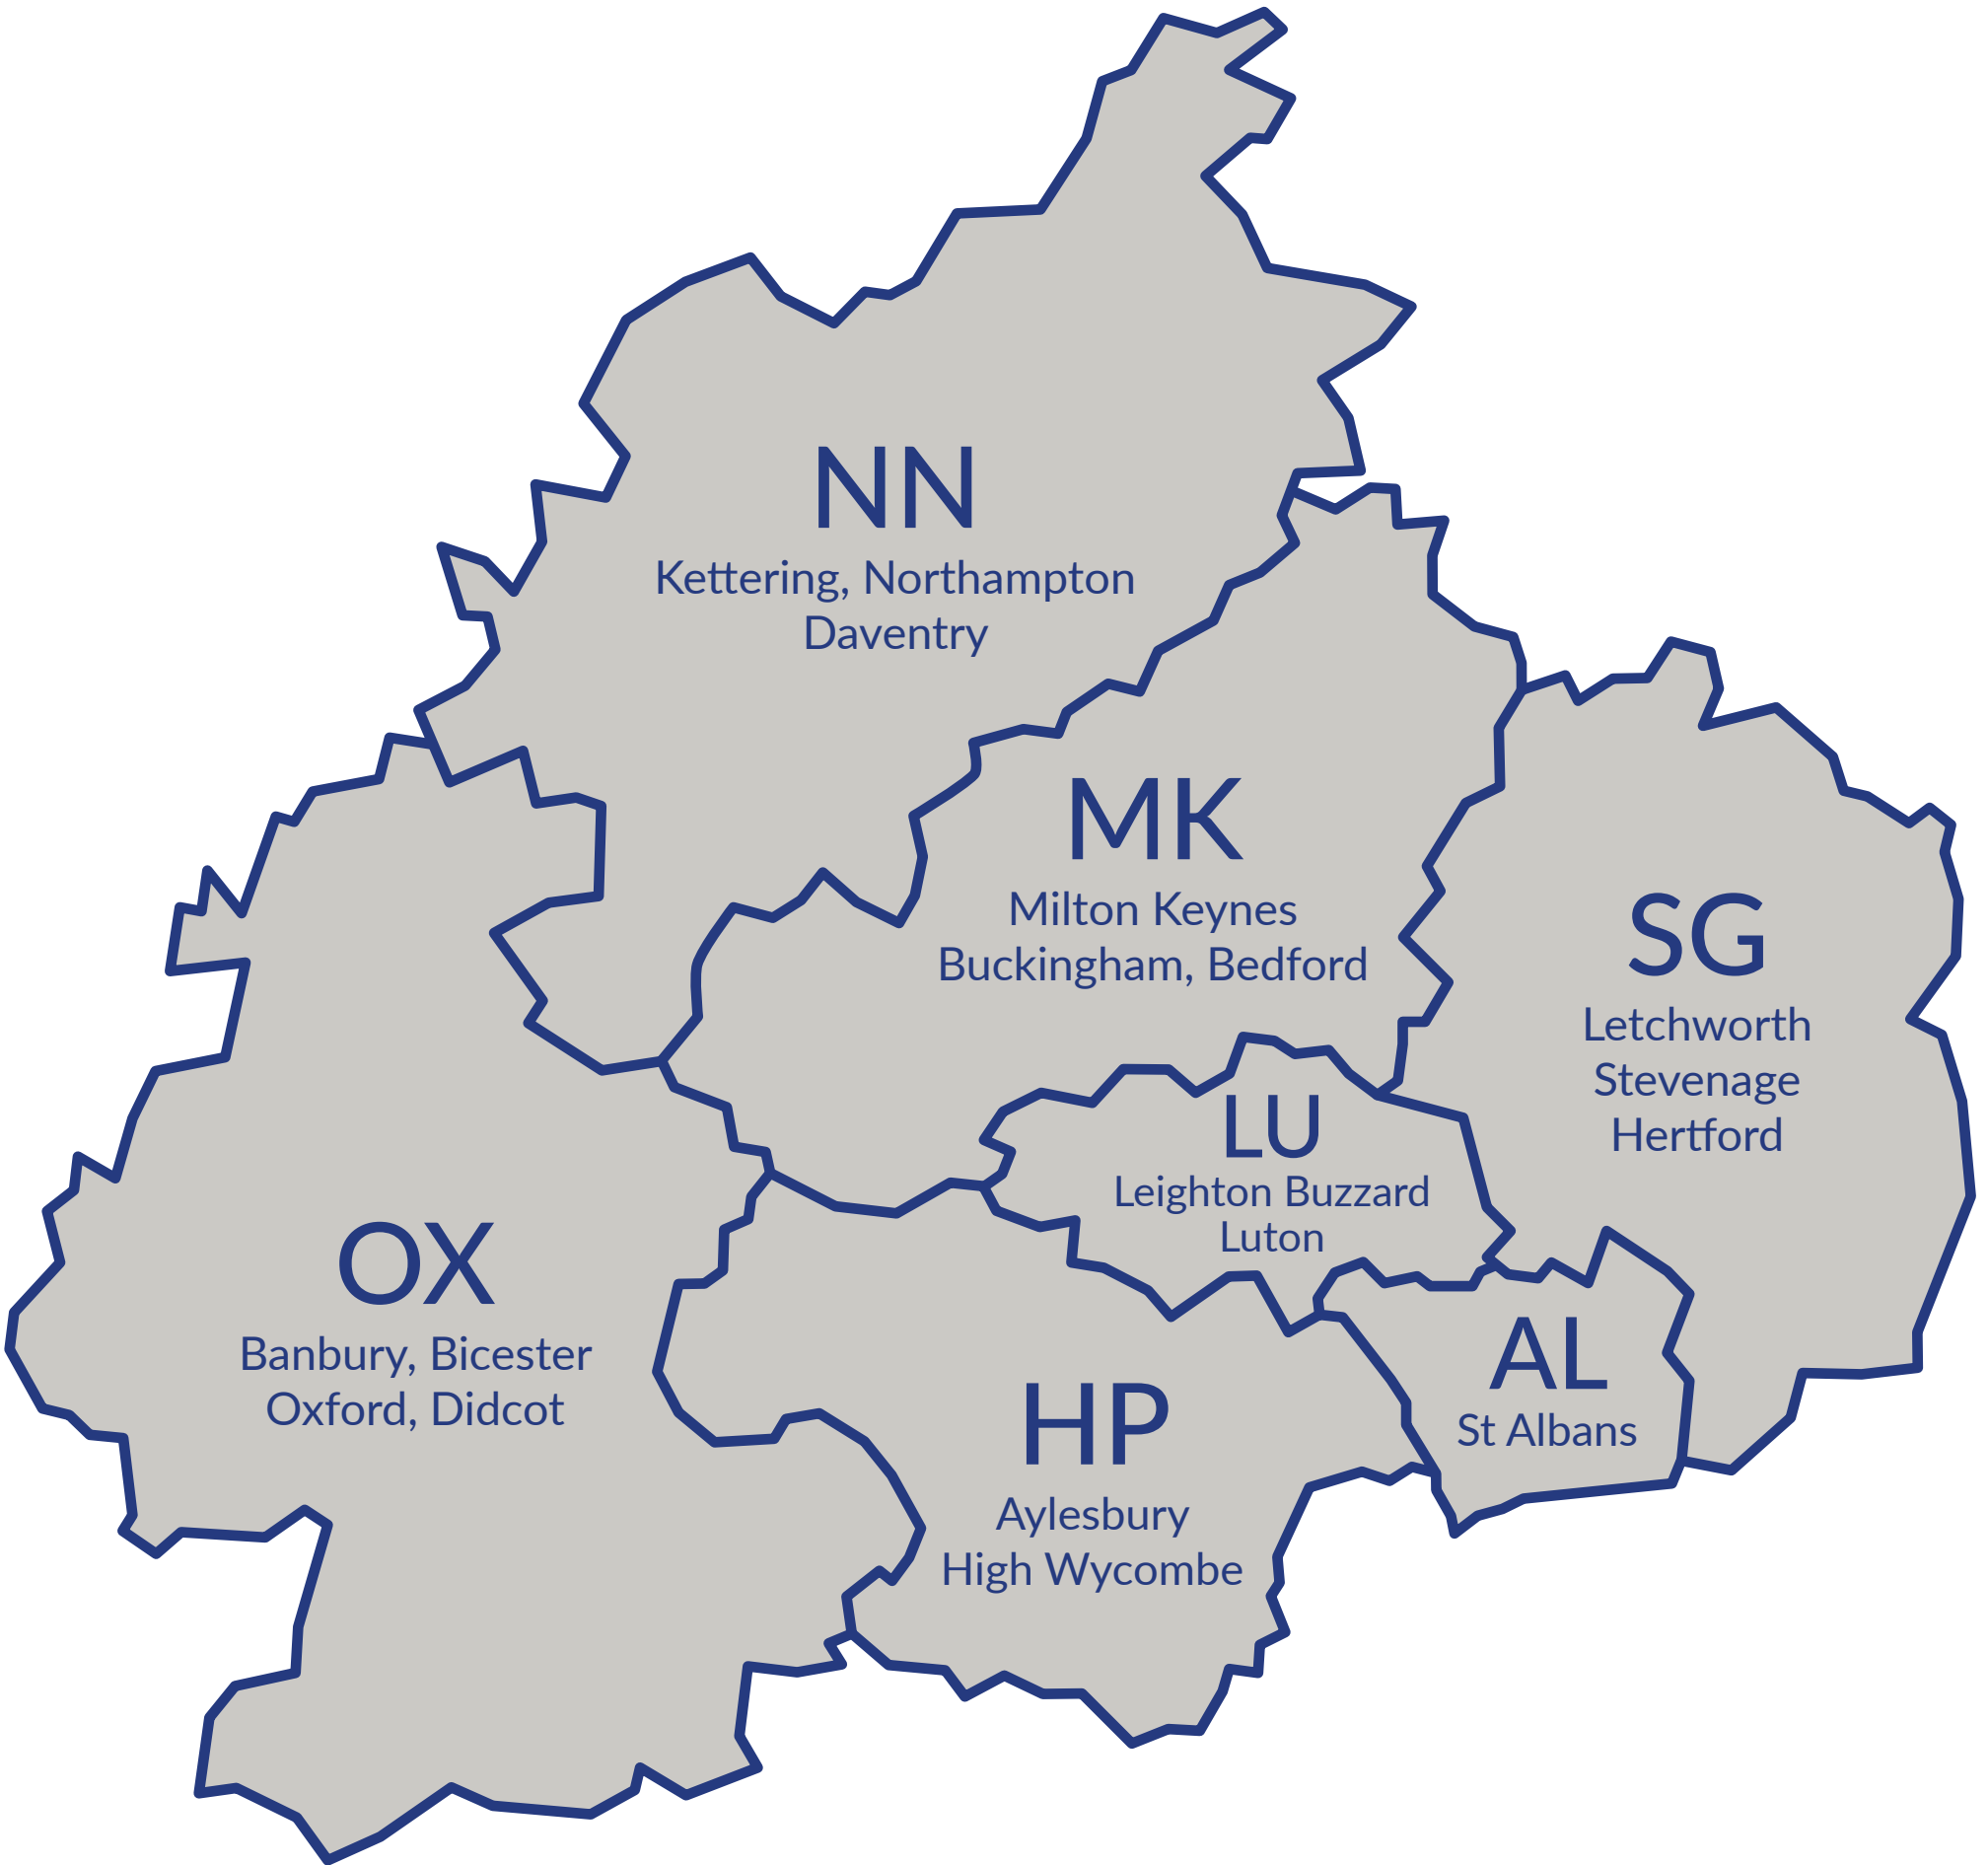 NN
Kettering, Northampton
Daventry
MK
Milton Keynes
Buckingham, Bedford
SG
Letchworth
Stevenage
Hertford
LU
Leighton Buzzard
Luton
OX
Banbury, Bicester
Oxford, Didcot
HP
Aylesbury
High Wycombe
AL
St Albans